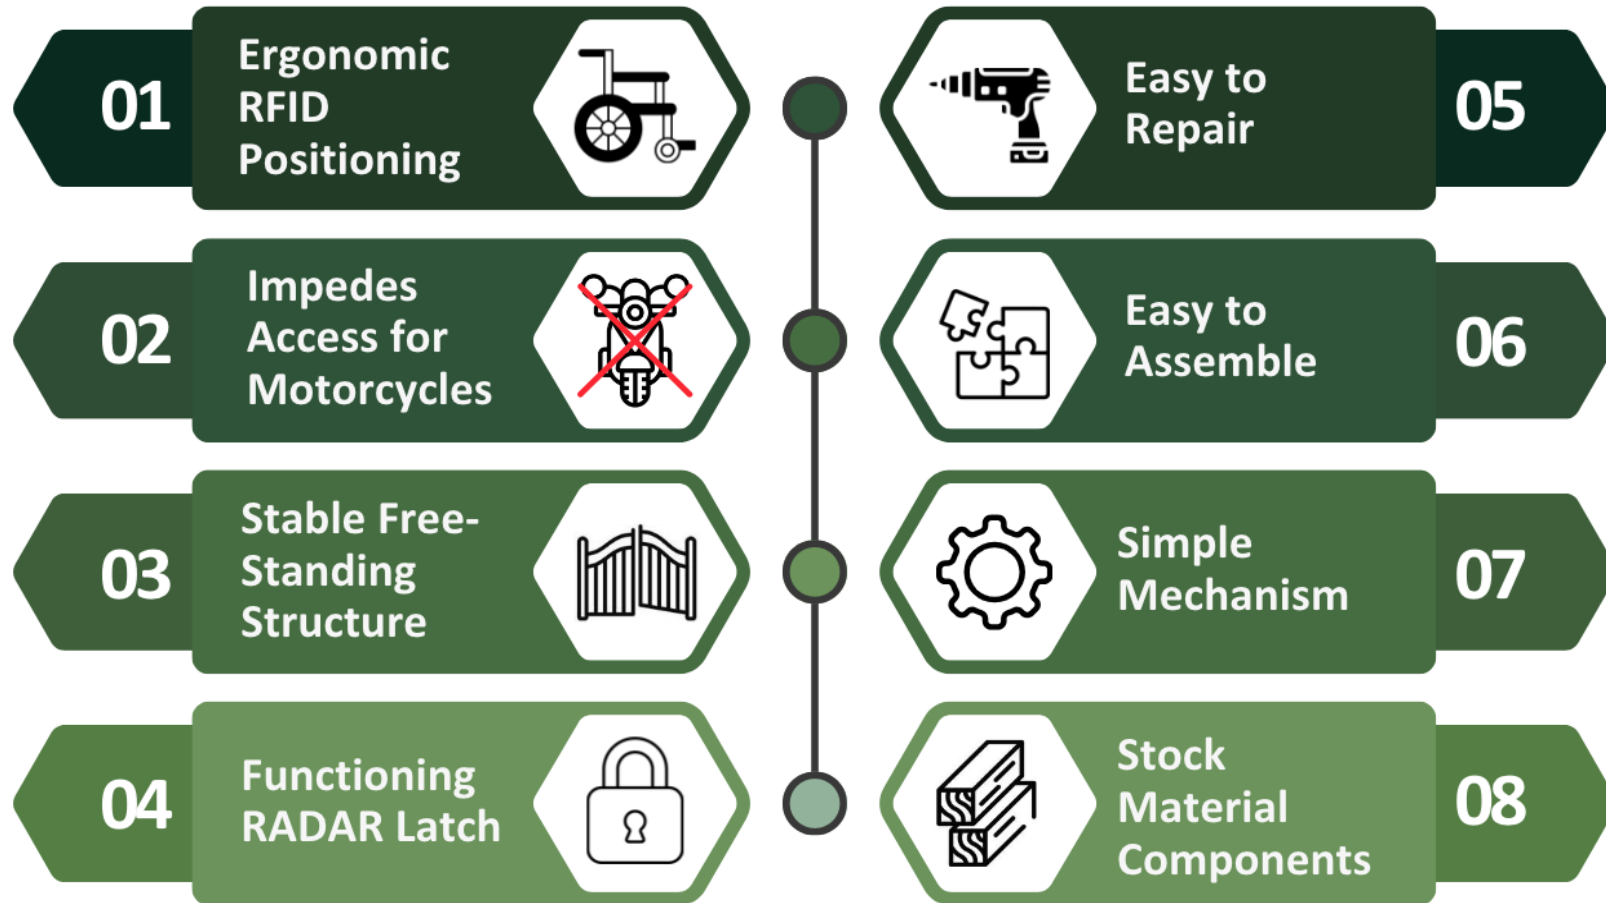 01
Ergonomic
RFID
Positioning
02
Impedes
Access for
Motorcycles
03
Stable Free-
Standing
Structure
04
Functioning
RADAR Latch
Easy to
Repair
05
Easy to
Assemble
06
Simple
Mechanism
07
Stock
Material
Components
08